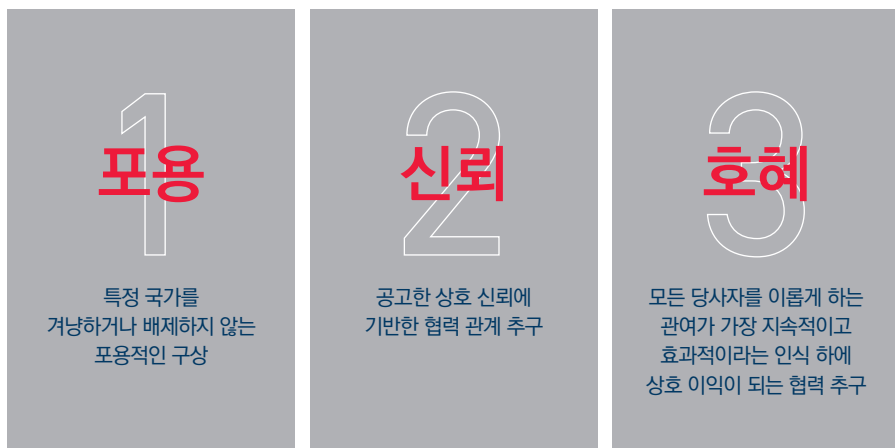 1
포용
특정 국가를
겨냥하거나 배제하지 않는
포용적인 구상
2
신뢰
공고한 상호 신뢰에
기반한 협력 관계 추구
3
호혜
모든 당사자를 이롭게 하는
관여가 가장 지속적이고
효과적이라는 인식 하에
상호 이익이 되는 협력 추구